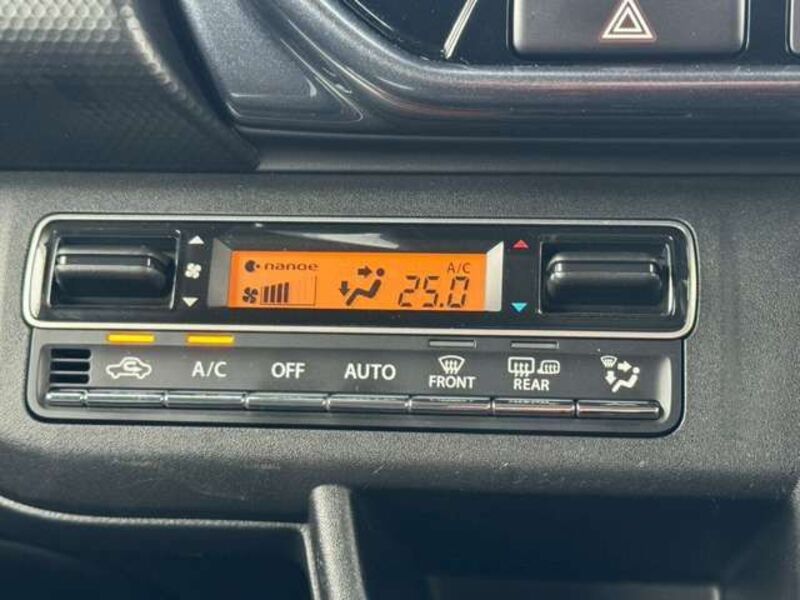 nanoe
A/C
25.0
A/C
OFF
AUTO
FRONT
REAR